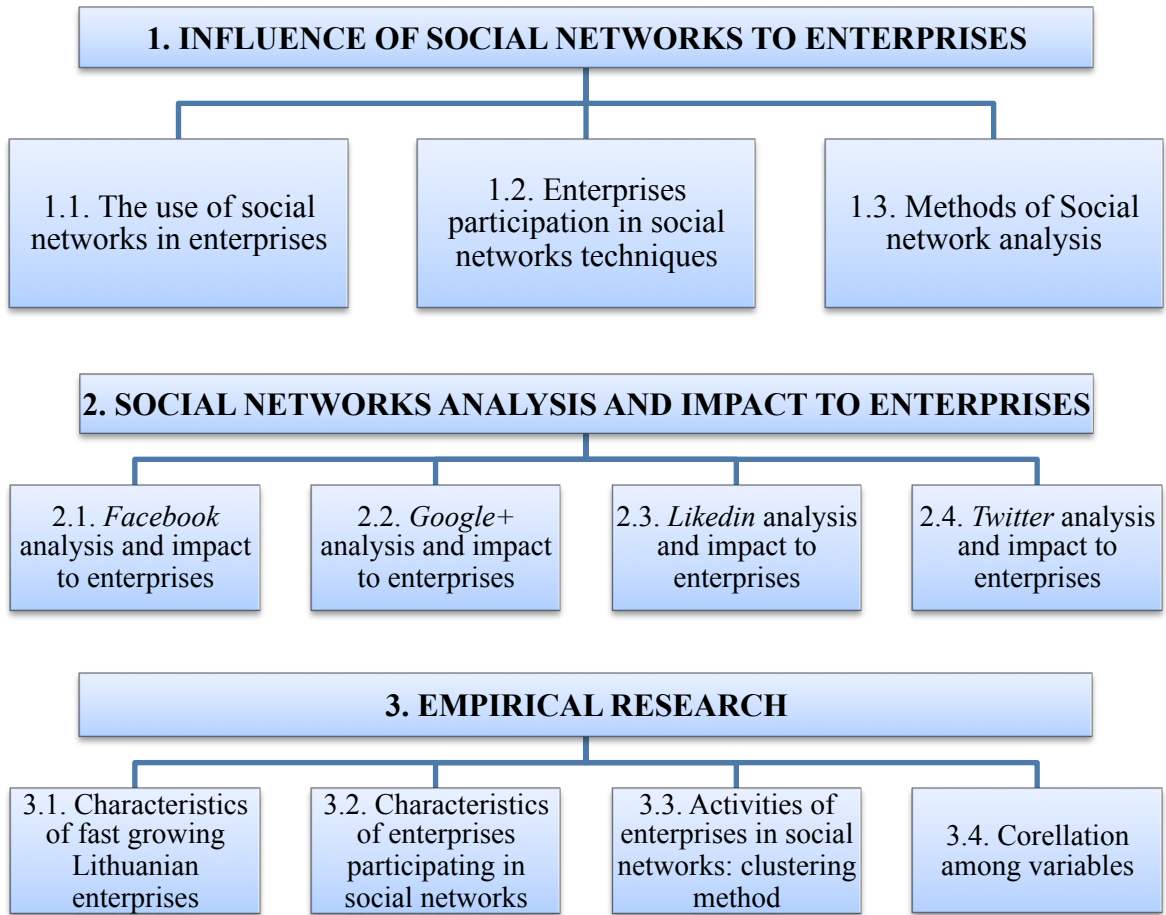 1. INFLUENCE OF SOCIAL NETWORKS TO ENTERPRISES
1.1. The use of social
networks in enterprises
1.2. Enterprises
participation in social
networks techniques
1.3. Methods of Social
network analysis
2. SOCIAL NETWORKS ANALYSIS AND IMPACT TO ENTERPRISES
2.1. Facebook
analysis and impact
to enterprises
2.2. Google+
analysis and impact
to enterprises
2.3. Likedin analysis
and impact to
enterprises
2.4. Twitter analysis
and impact to
enterprises
3. EMPIRICAL RESEARCH
3.1. Characteristics
of fast growing
Lithuanian
enterprises
3.2. Characteristics
of enterprises
participating in
social networks
3.3. Activities of
enterprises in social
networks: clustering
method
3.4. Corellation
among variables